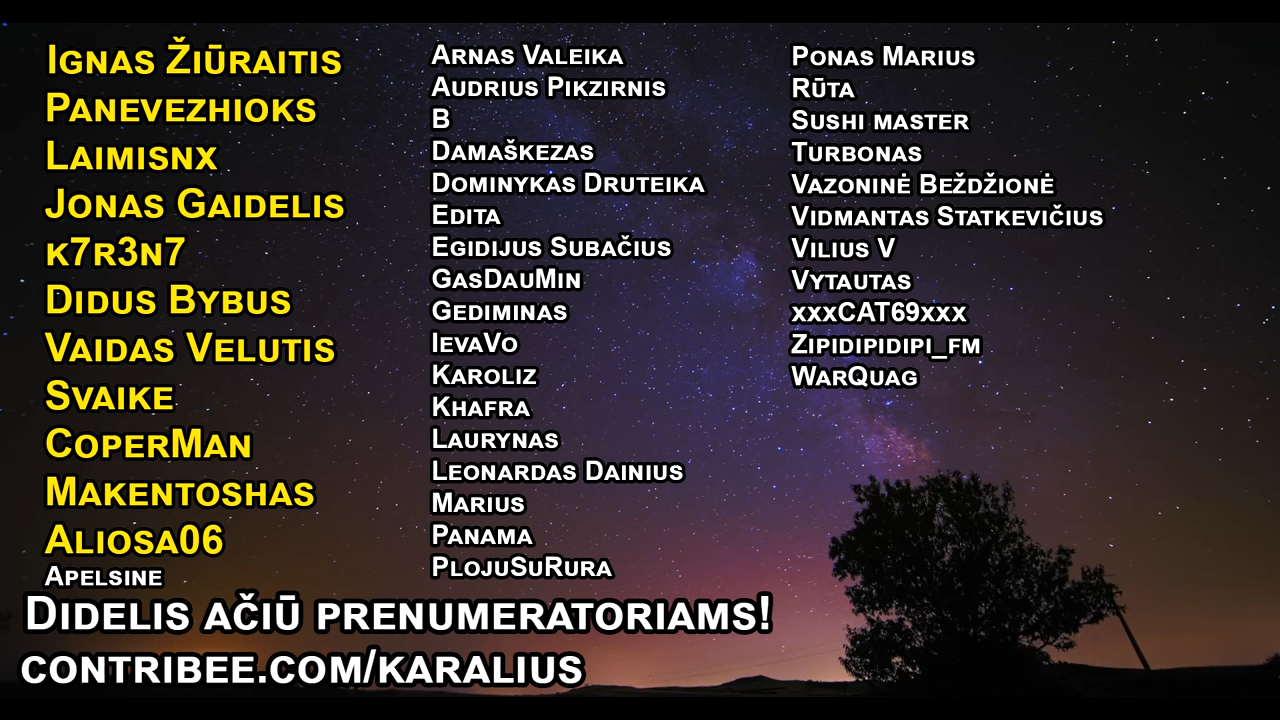 Ignas Žiūraitis
Panevezhioks
Laimisnx
Jonas Gaidelis
k7r3n7
Didus Bybus
Vaidas Velutis
Svaike
CoperMan
Makentoshas
Aliosa06
Apelsine
Arnas Valeika
Audrius Pikzirnis
B
Damaškezas
Dominykas Druteika
Edita
Egidijus Subačius
GasDauMin
Gediminas
IevaVo
Karoliz
Khafra
Laurynas
Leonardas Dainius
Marius
Panama
PlojuSuRura
Ponas Marius
Rūta
Sushi master
Turbonas
Vazoninė Beždžionė
Vidmantas Statkevičius
Vilius V
Vytautas
xxxCAT69xxx
Zipidipidipi_fm
WarQuag
Didelis ačiū prenumeratoriams!
contribee.com/karalius